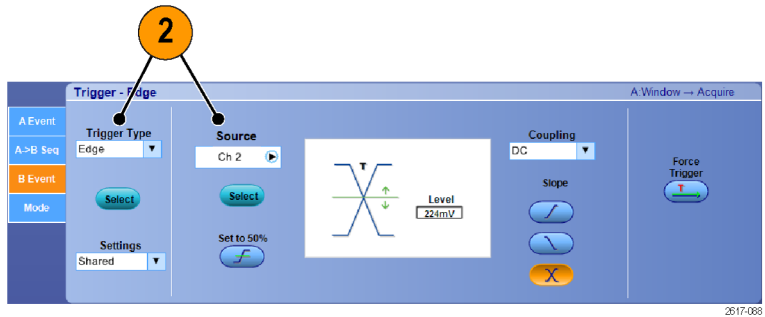 2
Trigger - Edge
A:Window → Acquire
A Event
A->B Seq
B Event
Mode
Trigger Type
Edge
Select
Settings
Shared
Source
Ch 2
Select
Set to 50%
T
Level
224mV
Coupling
DC
Slope
Force
Trigger
T
2617-088